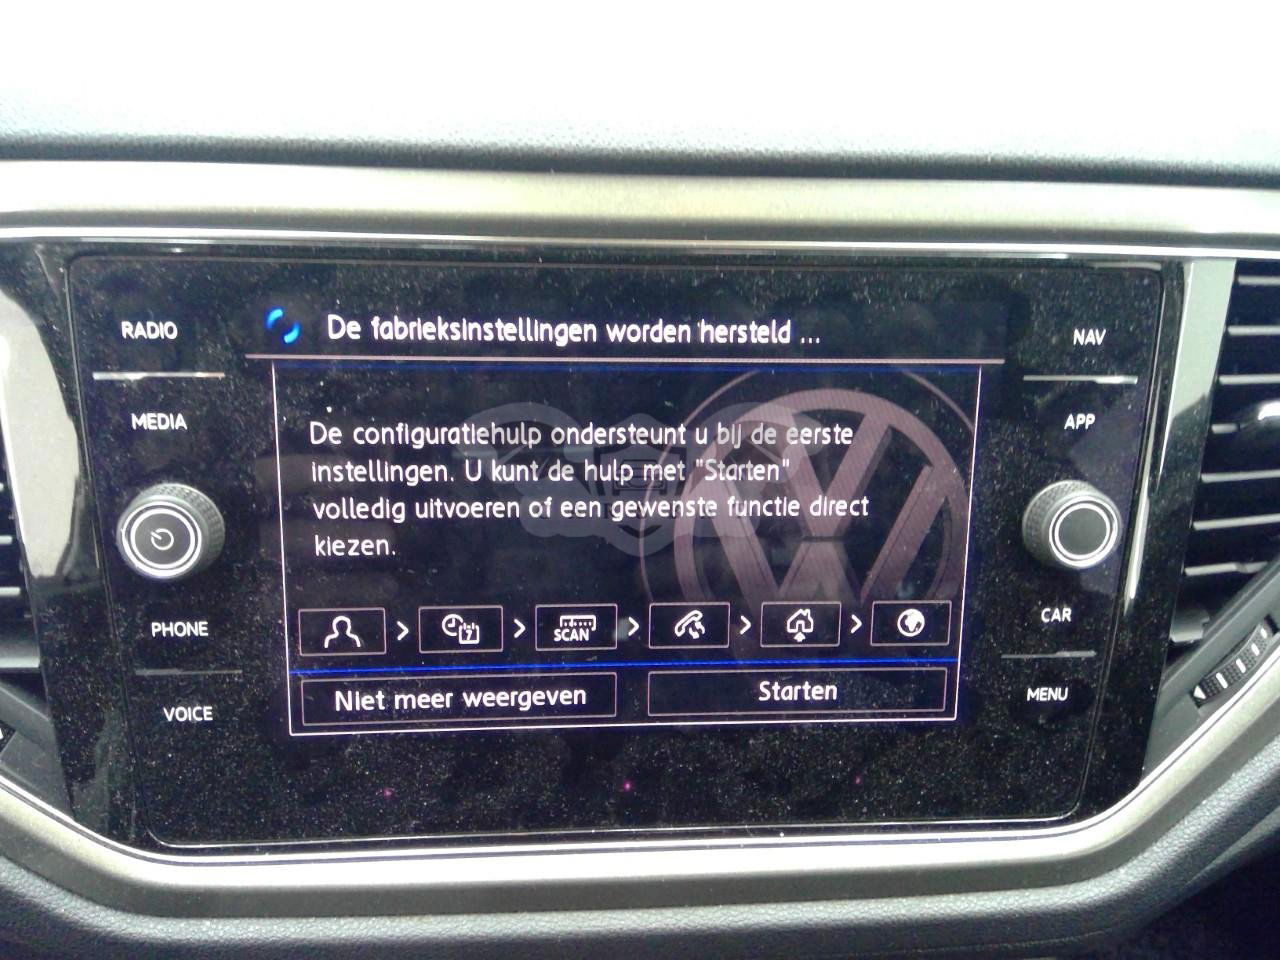 RADIO
MEDIA
PHONE
VOICE
De fabrieksinstellingen worden hersteld ...
De configuratiehulp ondersteunt u bij de eerste
instellingen. U kunt de hulp met "Starten"
volledig uitvoeren of een gewenste functie direct
kiezen.
7
SCAN
Niet meer weergeven
Starten
NAV
APP
CAR
MENU